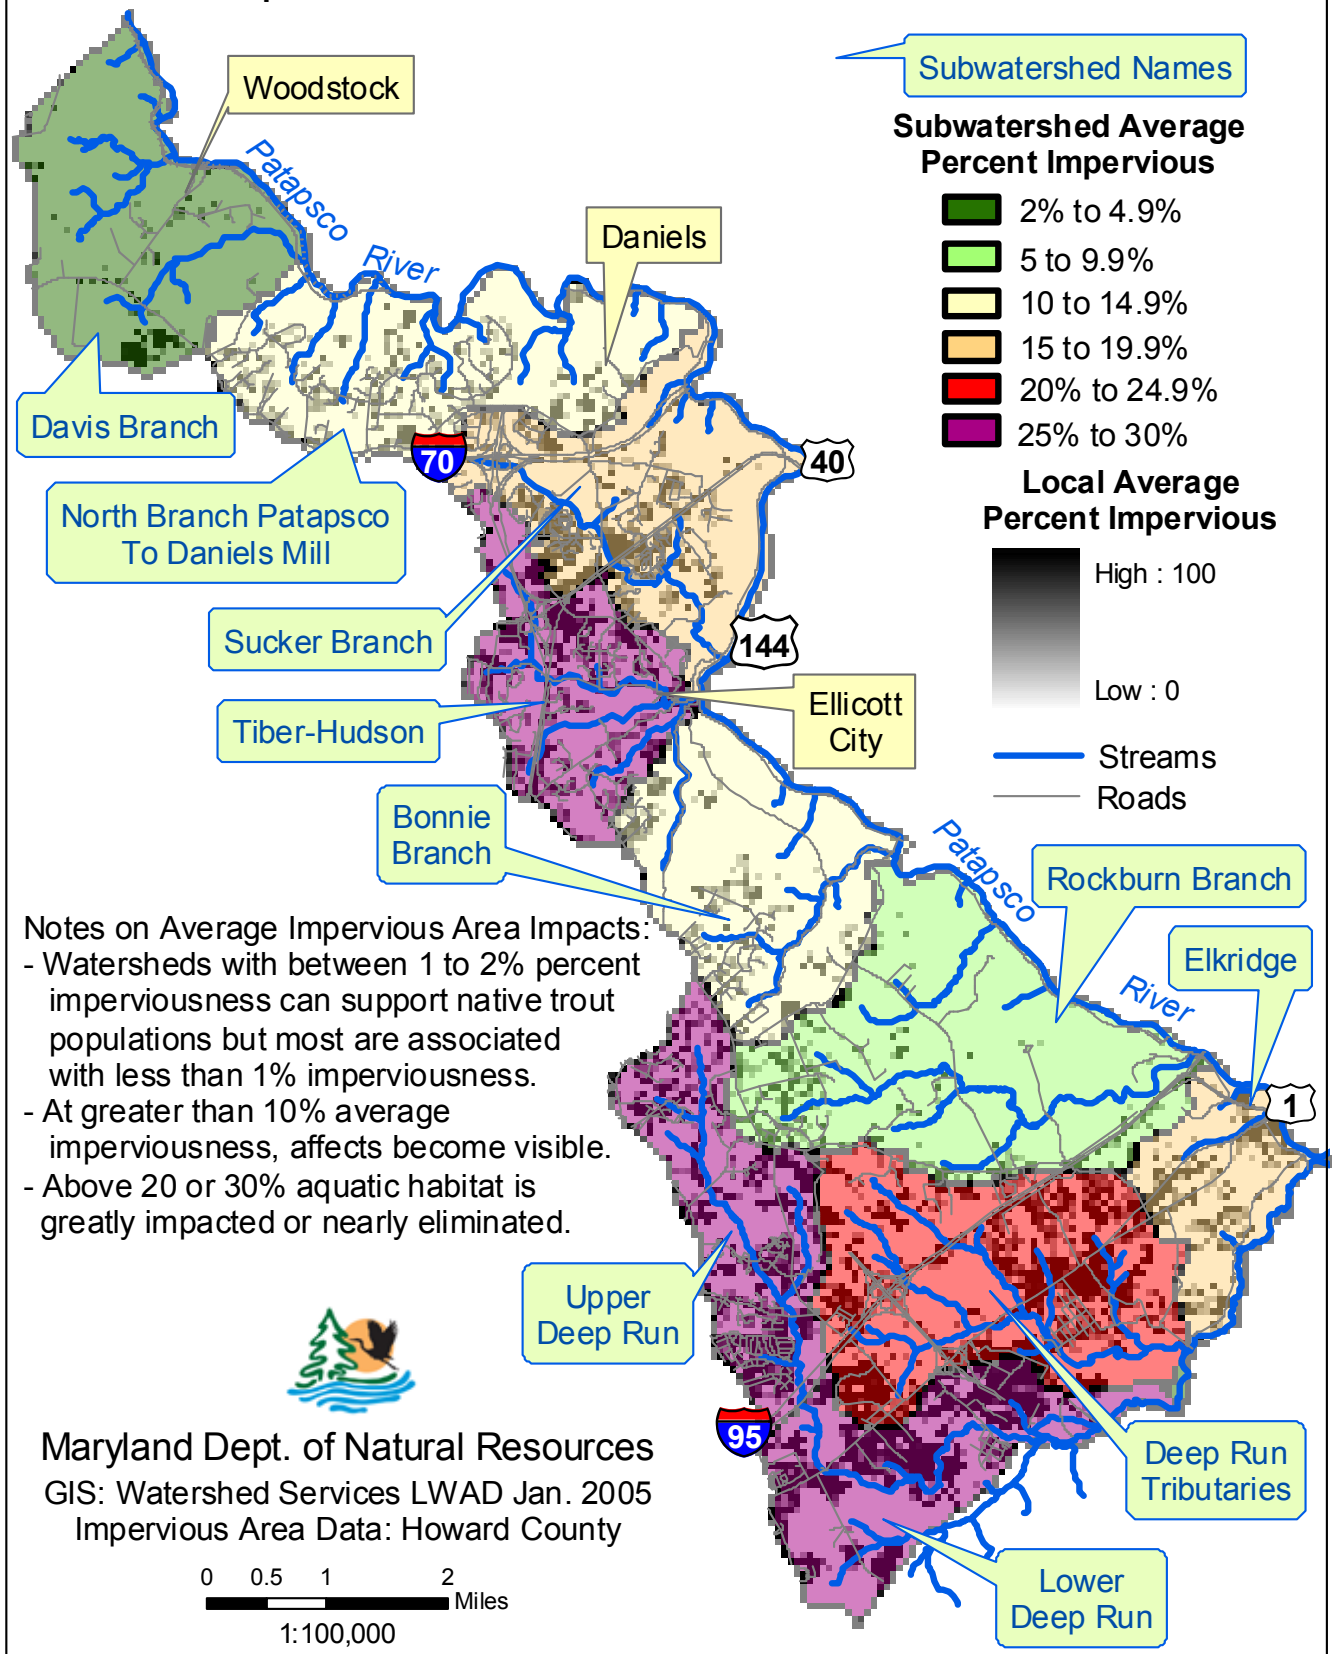 Woodstock
Subwatershed Names
Subwatershed Average
Percent Impervious
2% to 4.9%
5 to 9.9%
10 to 14.9%
15 to 19.9%
20% to 24.9%
25% to 30%
Local Average
Percent Impervious
High : 100
Low : 0
Streams
Roads
Patapsco
River
Daniels
Davis Branch
70
40
North Branch Patapsco
To Daniels Mill
Sucker Branch
144
Tiber-Hudson
Ellicott
City
Bonnie
Branch
Patapsco
River
Rockburn Branch
Elkridge
1
Notes on Average Impervious Area Impacts:
- Watersheds with between 1 to 2% percent
imperviousness can support native trout
populations but most are associated
with less than 1% imperviousness.
- At greater than 10% average
imperviousness, affects become visible.
- Above 20 or 30% aquatic habitat is
greatly impacted or nearly eliminated.
Upper
Deep Run
95
Deep Run
Tributaries
Lower
Deep Run
Maryland Dept. of Natural Resources
GIS: Watershed Services LWAD Jan. 2005
Impervious Area Data: Howard County
0 0.5 1 2
Miles
1:100,000